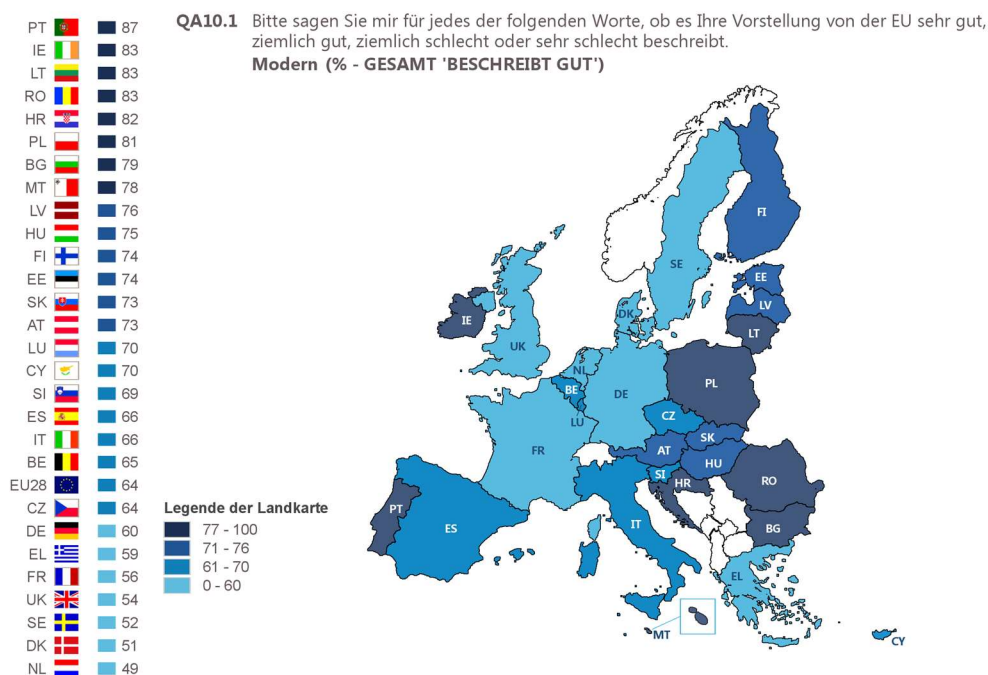 QA10.1 Bitte sagen Sie mir für jedes der folgenden Worte, ob es Ihre Vorstellung von der EU sehr gut,
ziemlich gut, ziemlich schlecht oder sehr schlecht beschreibt.
Modern (% - GESAMT 'BESCHREIBT GUT')
PT 87
IE 83
LT 83
RO 83
HR 82
PL 81
BG 79
MT 78
LV 76
HU 75
FI 74
EE 74
SK 73
AT 73
LU 70
CY 70
SI 69
ES 66
IT 66
BE 65
EU28 64
CZ 64
DE 60
EL 59
FR 56
UK 54
SE 52
DK 51
NL 49
Legende der Landkarte
77 - 100
71 - 76
61 - 70
0 - 60
FI
SE
EE
LV
LT
DK
IE
UK
NL
PL
BE
DE
CZ
LU
SK
AT
HU
FR
SI
HR
RO
PT
ES
IT
BG
EL
MT
CY